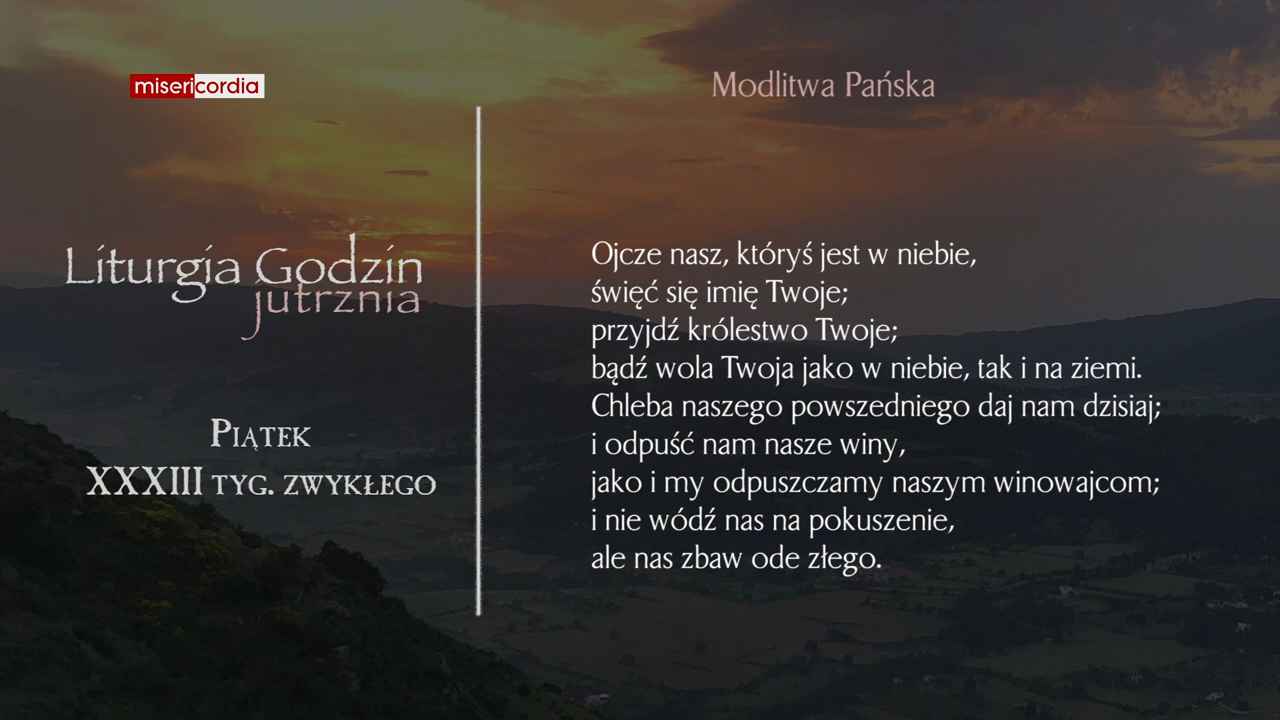 misericordia
Liturgia Godzin
jutrznia
Piątek
XXXIII tyg. zwykłego
Modlitwa Pańska
Ojcze nasz, któryś jest w niebie,
święć się imię Twoje;
przyjdź królestwo Twoje;
bądź wola Twoja jako w niebie, tak i na ziemi.
Chleba naszego powszedniego daj nam dzisiaj;
i odpuść nam nasze winy,
jako i my odpuszczamy naszym winowajcom;
i nie wódź nas na pokuszenie,
ale nas zbaw ode złego.